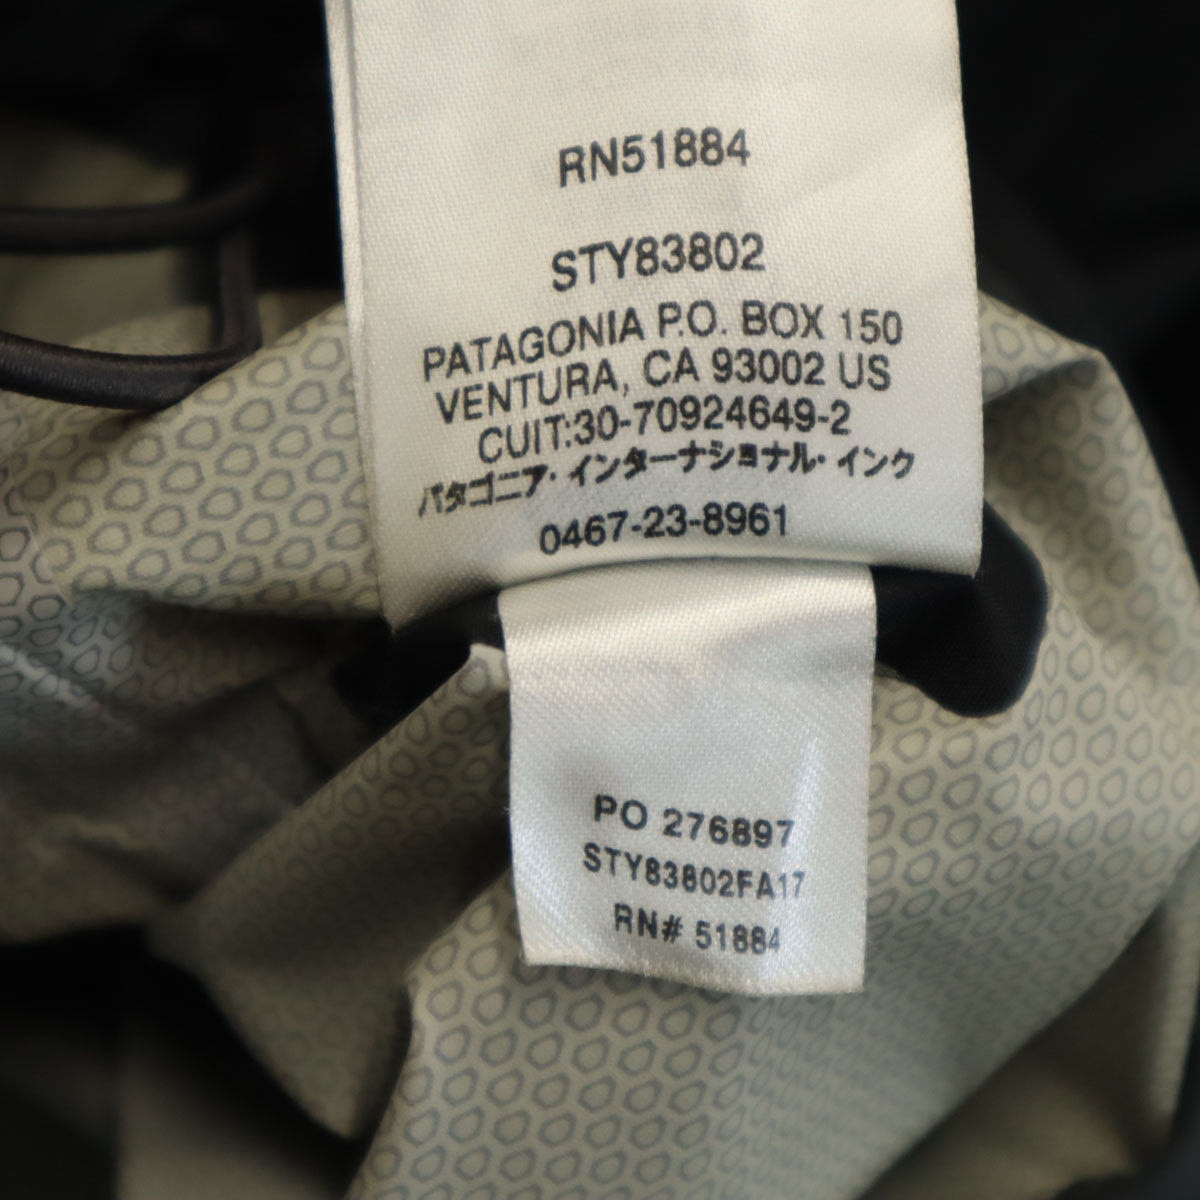 RN51884
STY83802
PATAGONIA P.O. BOX 150
VENTURA, CA 93002 US
CUIT:30-70924649-2
パタゴニア・インターナショナル・インク
0467-23-8961
PO 276897
STY83802FA17
RN# 51884